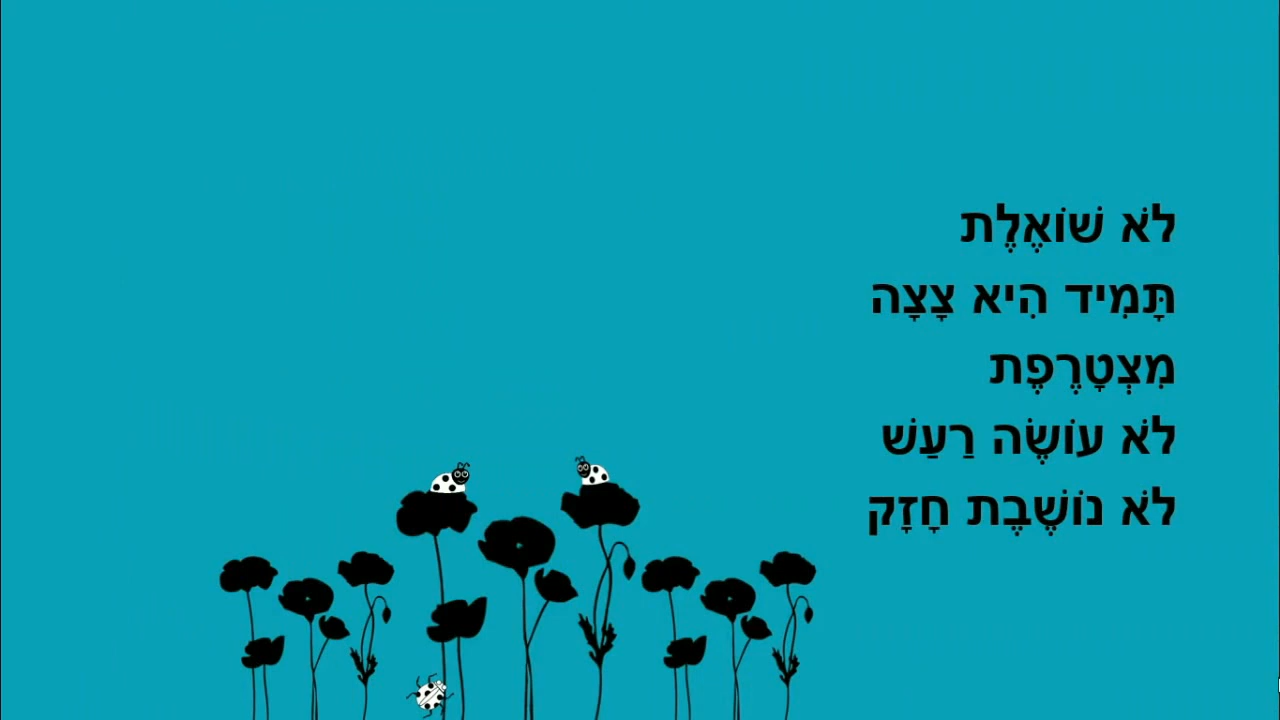 לֹא שׁוֹאֶלֶת
תָּמִיד הִיא צָצָה
מִצְטָרֶפֶת
לֹא עוֹשֶׂה רַעַשׁ
לֹא נוֹשֶׁבֶת חָזָק